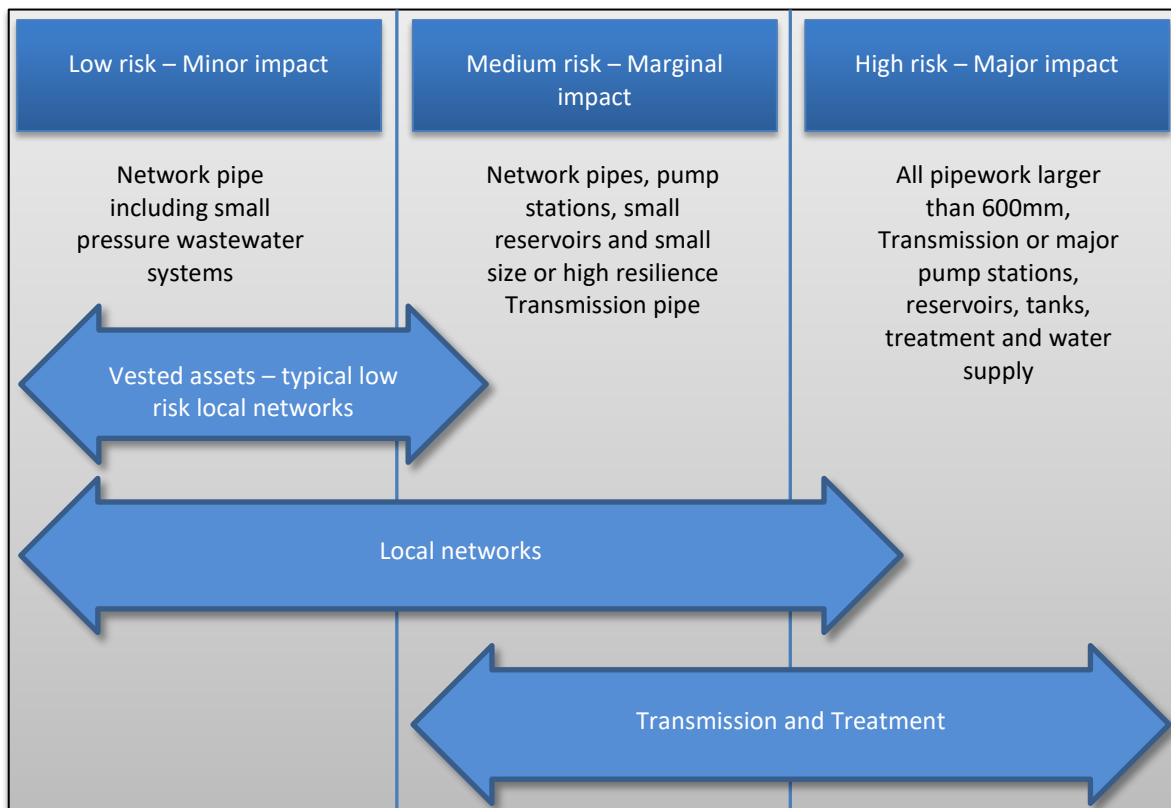 Low risk – Minor impact
Medium risk – Marginal
impact
High risk – Major impact
Network pipe
including small
pressure wastewater
systems
Network pipes, pump
stations, small
reservoirs and small
size or high resilience
Transmission pipe
All pipework larger
than 600mm,
Transmission or major
pump stations,
reservoirs, tanks,
treatment and water
supply
Vested assets – typical low
risk local networks
Local networks
Transmission and Treatment